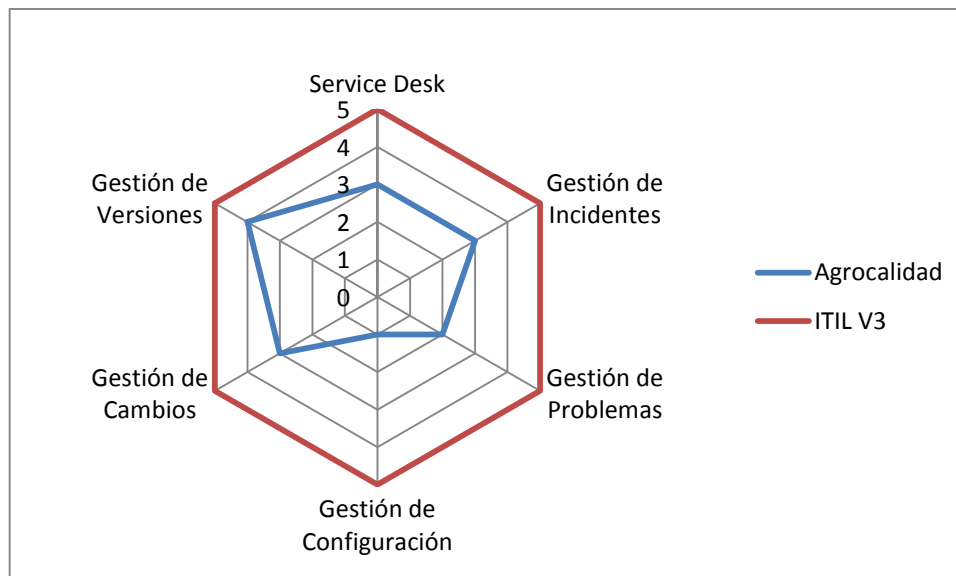 Service Desk
5
4
3
2
1
0
Gestión de
Versiones
Gestión de
Incidentes
Agrocalidad
ITIL V3
Gestión de
Cambios
Gestión de
Problemas
Gestión de
Configuración